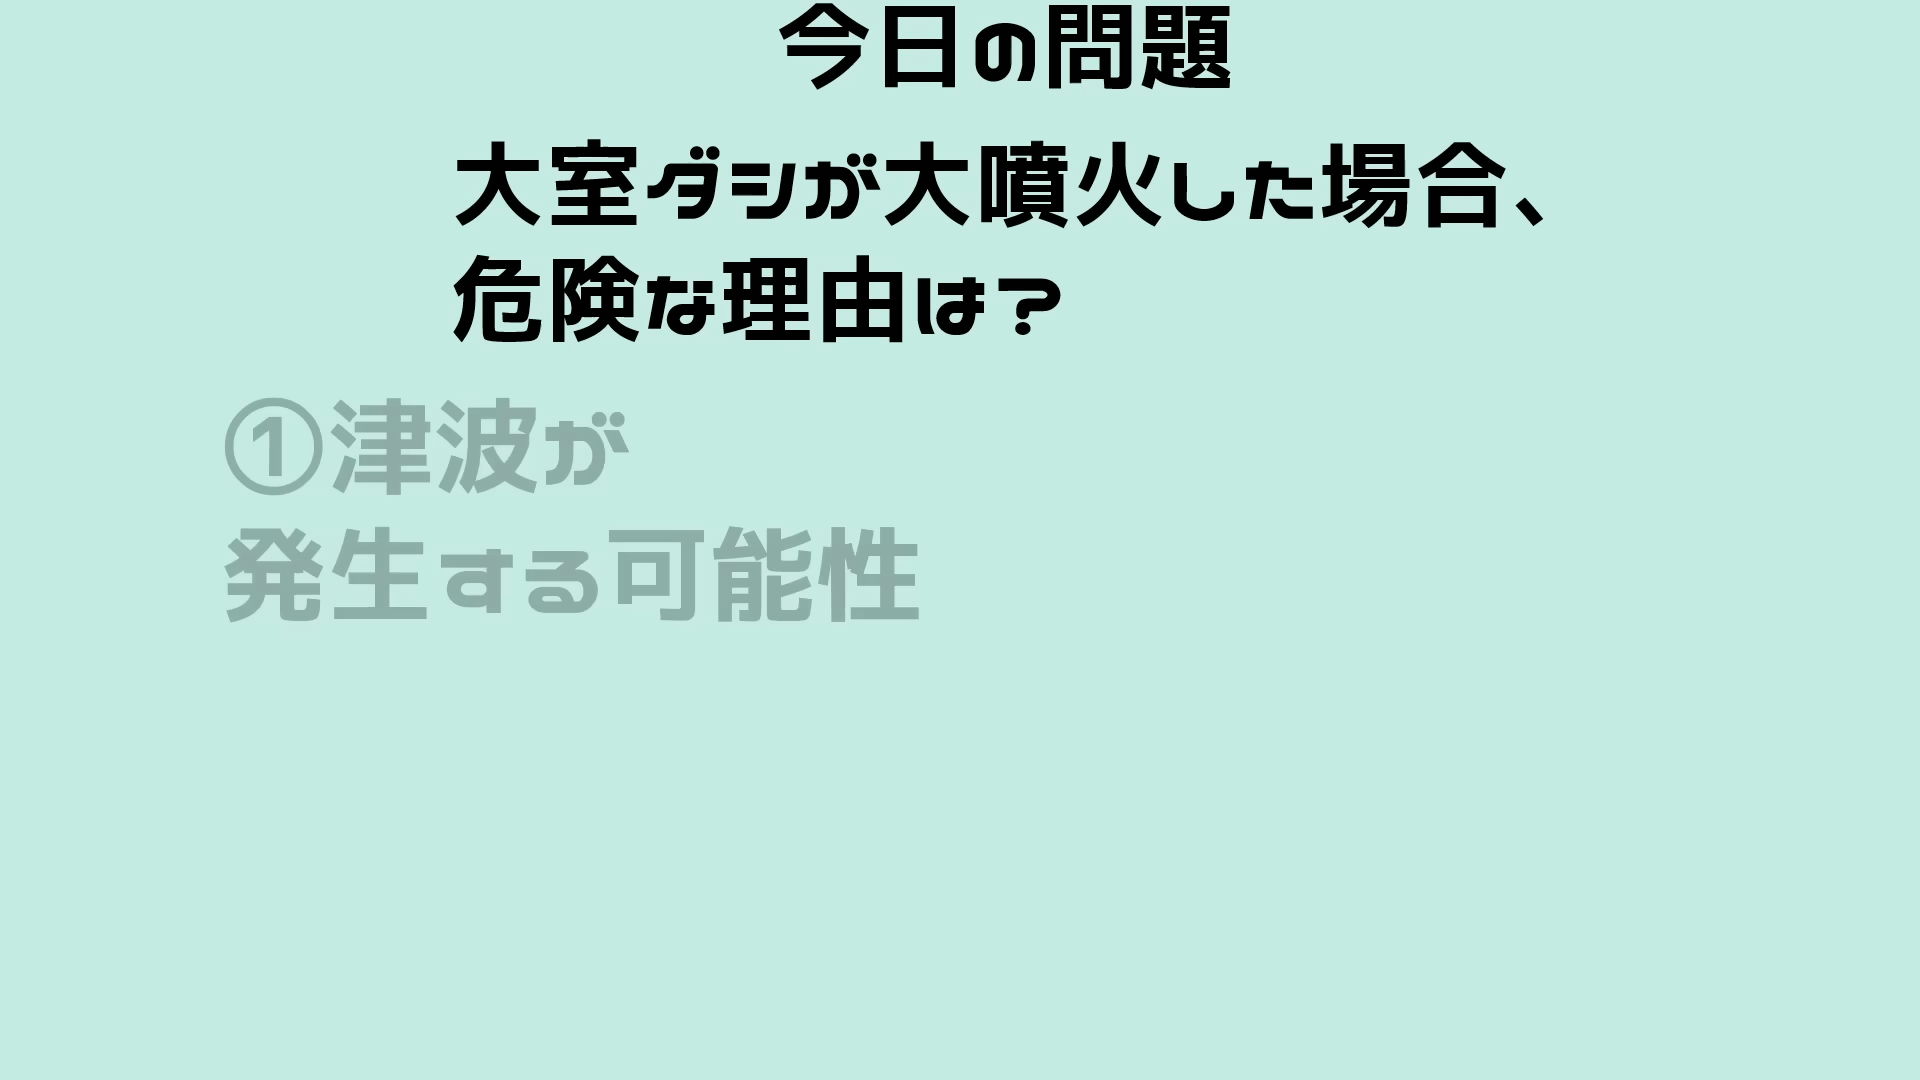 今日の問題
大室ダシが大噴火した場合、
危険な理由は？
①津波が
発生する可能性